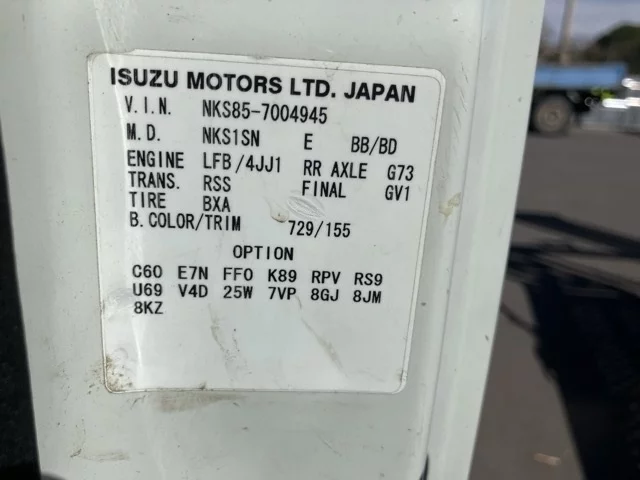 ISUZU MOTORS LTD. JAPAN
V.I.N. NKS85-7004945
M.D. NKS1SN E BB/BD
ENGINE LFB/4JJ1 RR AXLE G73
TRANS. RSS FINAL GV1
TIRE BXA
B.COLOR/TRIM 729/155
OPTION
C60 E7N FF0 K89 RPV RS9
U69 V4D 25W 7VP 8GJ 8JM
8KZ